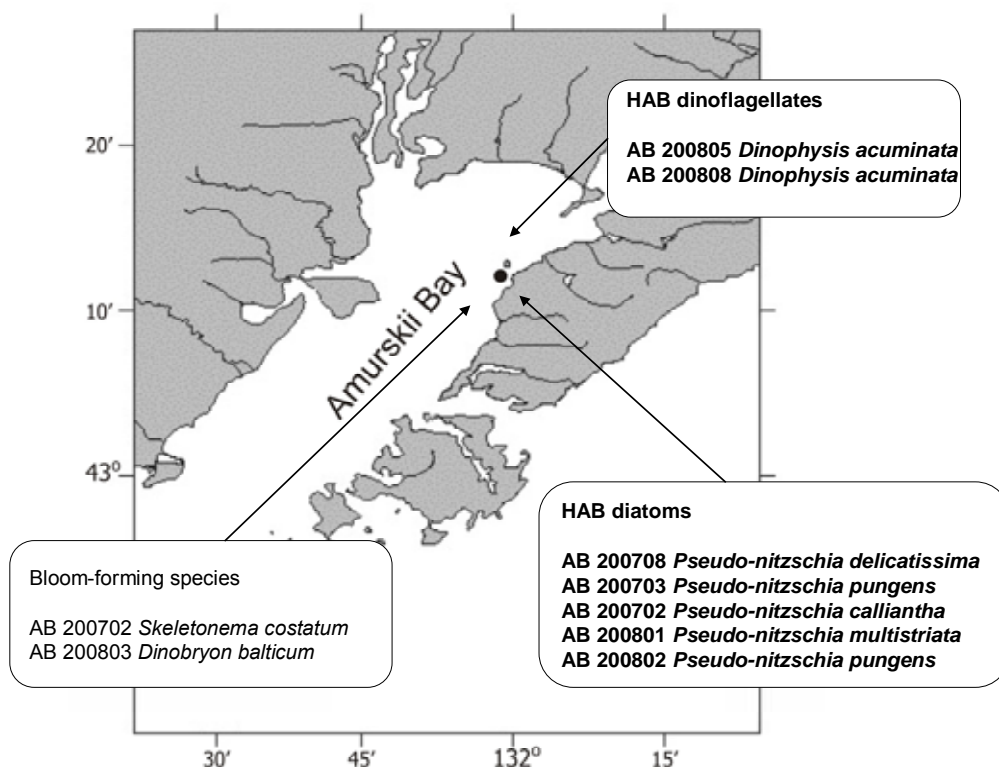 HAB dinoflagellates
AB 200805 Dinophysis acuminata
AB 200808 Dinophysis acuminata
20’
10’
43º
Amurskii Bay
HAB diatoms
AB 200708 Pseudo-nitzschia delicatissima
AB 200703 Pseudo-nitzschia pungens
AB 200702 Pseudo-nitzschia calliantha
AB 200801 Pseudo-nitzschia multistriata
AB 200802 Pseudo-nitzschia pungens
Bloom-forming species
AB 200702 Skeletonema costatum
AB 200803 Dinobryon balticum
30’ 45’ 132º 15’